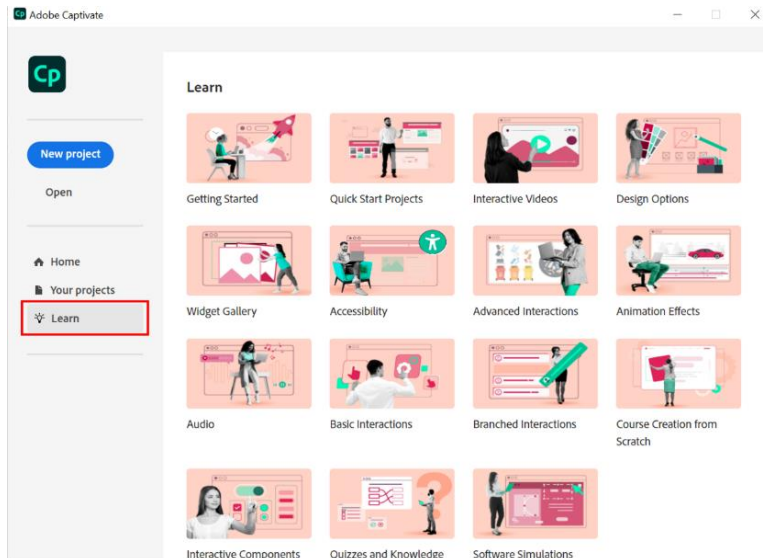 Cp Adobe Captivate
Cp
New project
Open
Home
Your projects
Learn
Learn
Getting Started
Quick Start Projects
Interactive Videos
Design Options
Widget Gallery
Accessibility
Advanced Interactions
Animation Effects
Audio
Basic Interactions
Branched Interactions
Course Creation from
Scratch
Interactive Components
Quizzes and Knowledge
Software Simulations